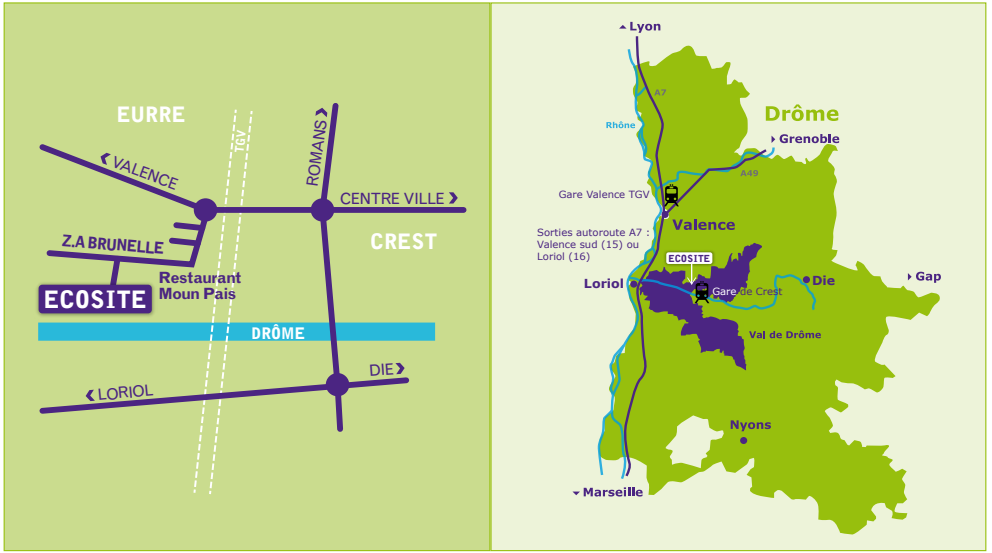 EURRE
TGV
ROMANS
VALENCE
CENTRE VILLE
CREST
Z.A BRUNELLE
Restaurant
Moun Pais
ECOSITE
DRÔME
DIE
LORIOL
Lyon
A7
Drôme
Rhône
Grenoble
A49
Gare Valence TGV
Valence
Sorties autoroute A7 :
Valence sud (15) ou
Loriol (16)
ECOSITE
Gap
Loriol
Gare de Crest
Die
Val de Drôme
Nyons
Marseille